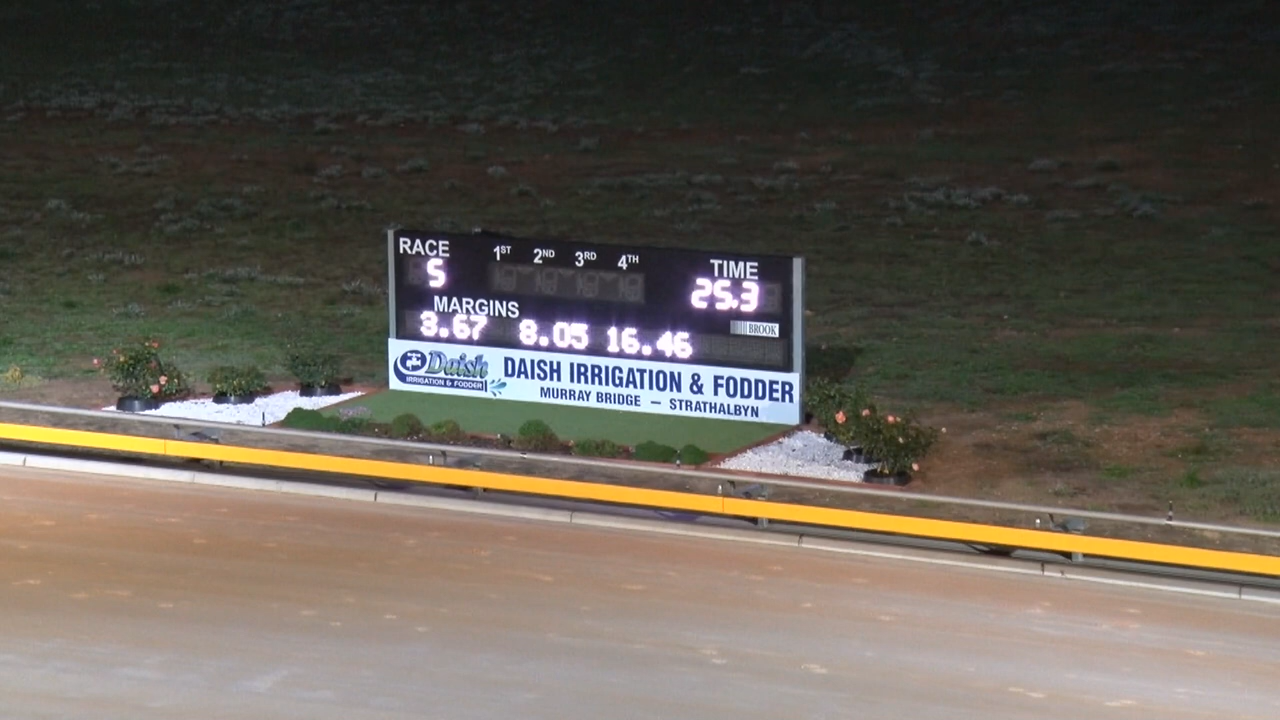 RACE 1ST 2ND 3RD 4TH TIME
5 25.3
MARGINS
3.67 8.05 16.46
BROOK
Daish
IRRIGATION & FODDER
DAISH IRRIGATION & FODDER
MURRAY BRIDGE – STRATHALBYN